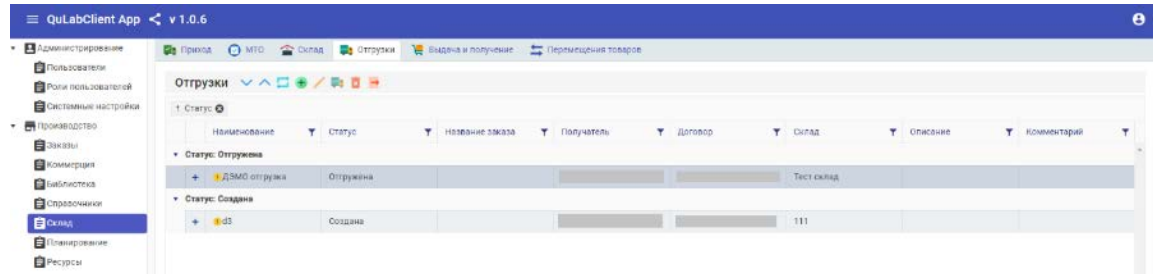 QuLabClient App v 1.0.6
Администрирование
Пользователи
Роли пользователей
Системные настройки
Производство
Заказы
Коммерция
Библиотека
Справочники
Склад
Планирование
Ресурсы
Приход МТО Склад Отгрузки Выдача и получение Перемещения товаров
Отгрузки
↑ Статус
Наименование Статус Название заказа Получатель Договор Склад Описание Комментарий
Статус: Отгружена
+ ДЭМО отгрузка Отгружена Тест склад
Статус: Создана
+ d3 Создана 111